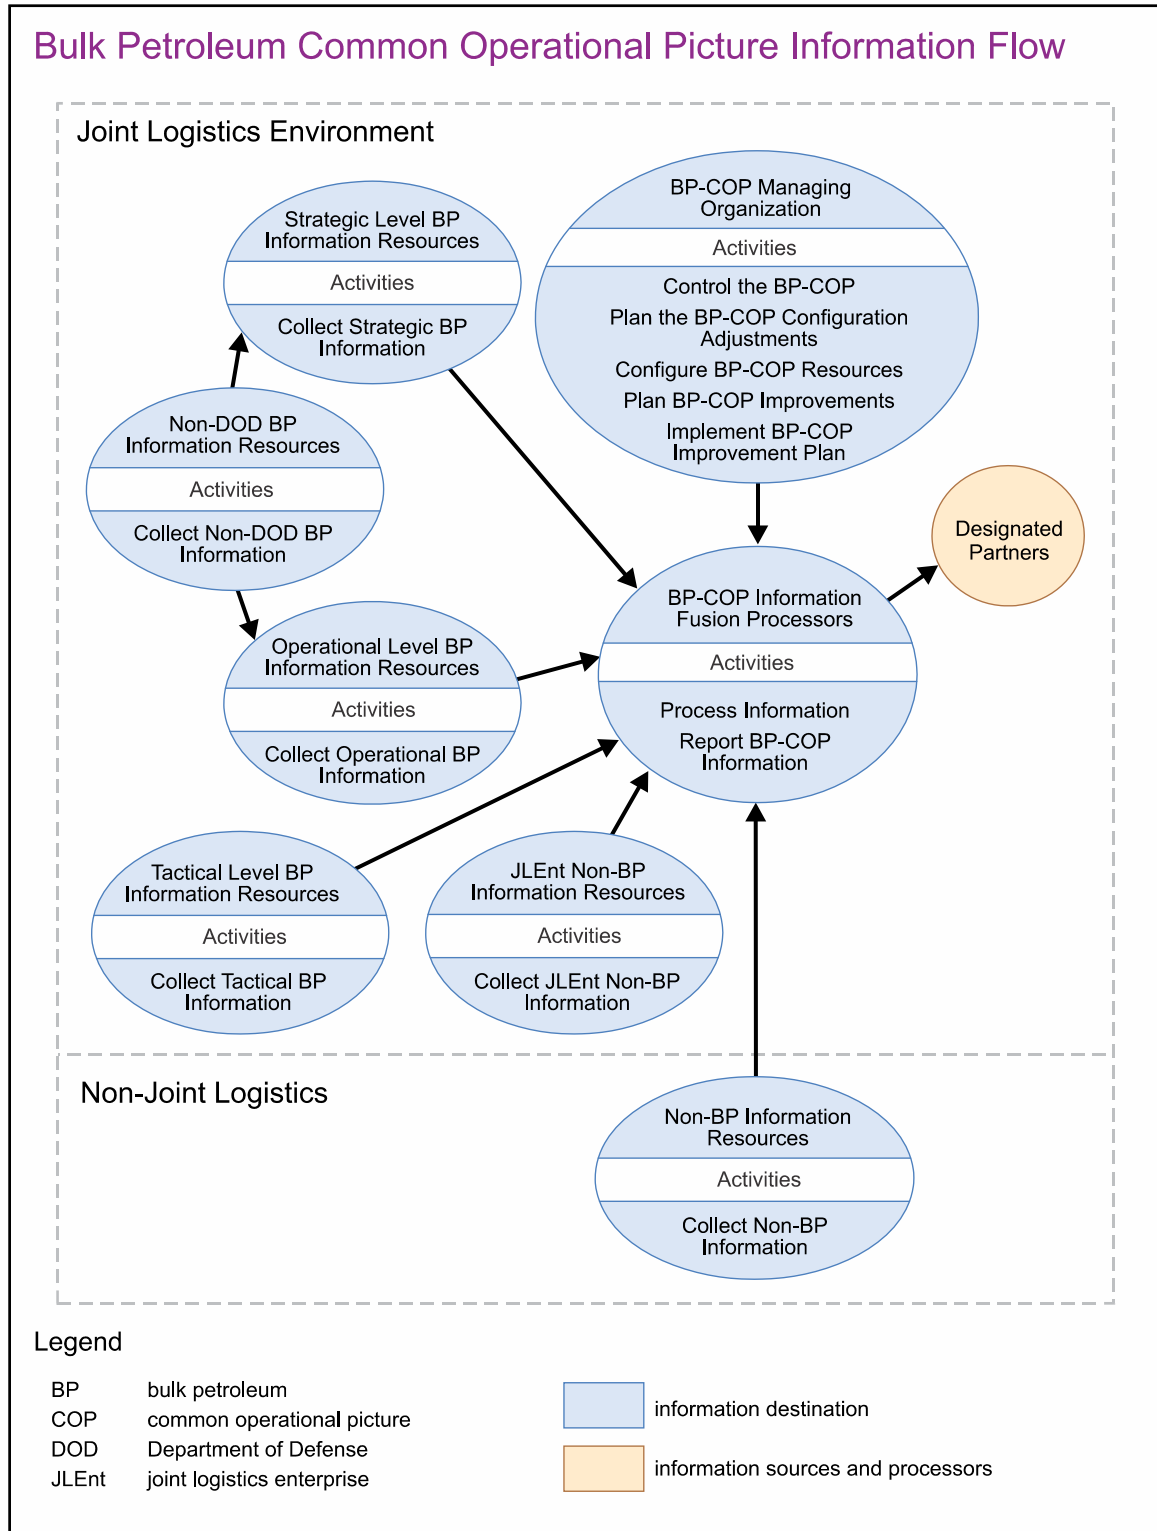 Bulk Petroleum Common Operational Picture Information Flow
Joint Logistics Environment
Strategic Level BP
Information Resources
Activities
Collect Strategic BP
Information
BP-COP Managing
Organization
Activities
Control the BP-COP
Plan the BP-COP Configuration
Adjustments
Configure BP-COP Resources
Plan BP-COP Improvements
Implement BP-COP
Improvement Plan
Non-DOD BP
Information Resources
Activities
Collect Non-DOD BP
Information
Designated
Partners
BP-COP Information
Fusion Processors
Activities
Process Information
Report BP-COP
Information
Operational Level BP
Information Resources
Activities
Collect Operational BP
Information
Tactical Level BP
Information Resources
Activities
Collect Tactical BP
Information
JLEnt Non-BP
Information Resources
Activities
Collect JLEnt Non-BP
Information
Non-Joint Logistics
Non-BP Information
Resources
Activities
Collect Non-BP
Information
Legend
BP bulk petroleum
COP common operational picture
DOD Department of Defense
JLEnt joint logistics enterprise
information destination
information sources and processors